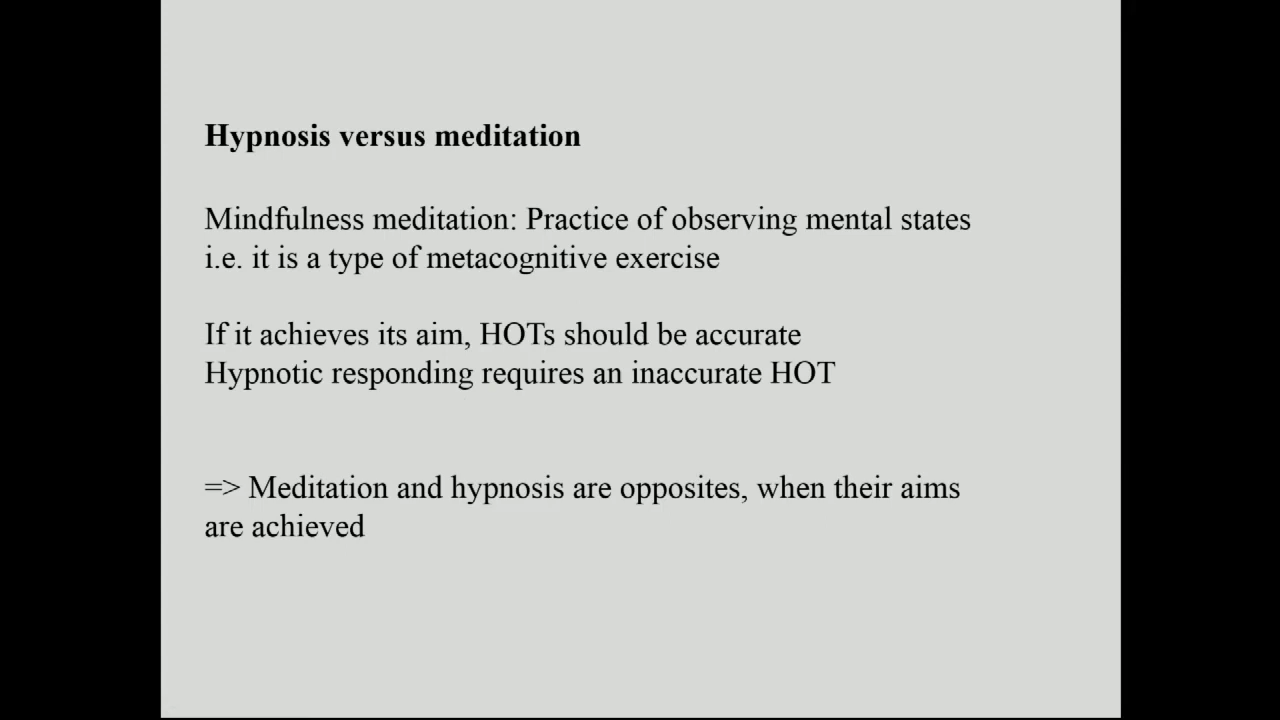 Hypnosis versus meditation
Mindfulness meditation: Practice of observing mental states
i.e. it is a type of metacognitive exercise
If it achieves its aim, HOTs should be accurate
Hypnotic responding requires an inaccurate HOT
=> Meditation and hypnosis are opposites, when their aims
are achieved